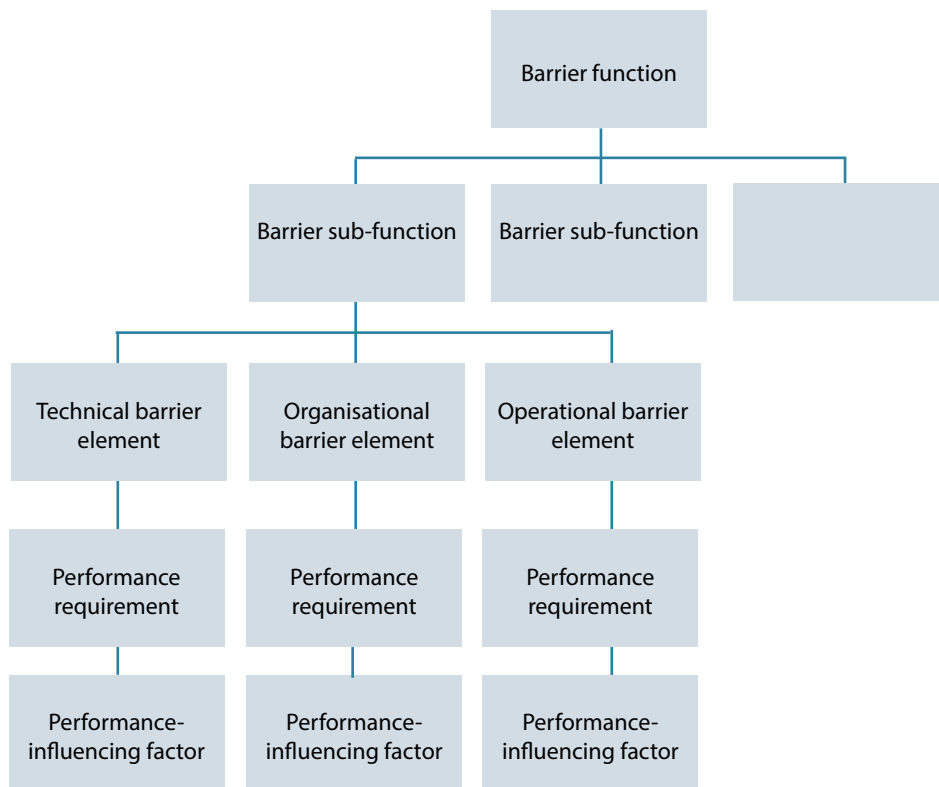 Barrier function
Barrier sub-function
Barrier sub-function
Technical barrier
element
Organisational
barrier element
Operational barrier
element
Performance
requirement
Performance
requirement
Performance
requirement
Performance-
influencing factor
Performance-
influencing factor
Performance-
influencing factor